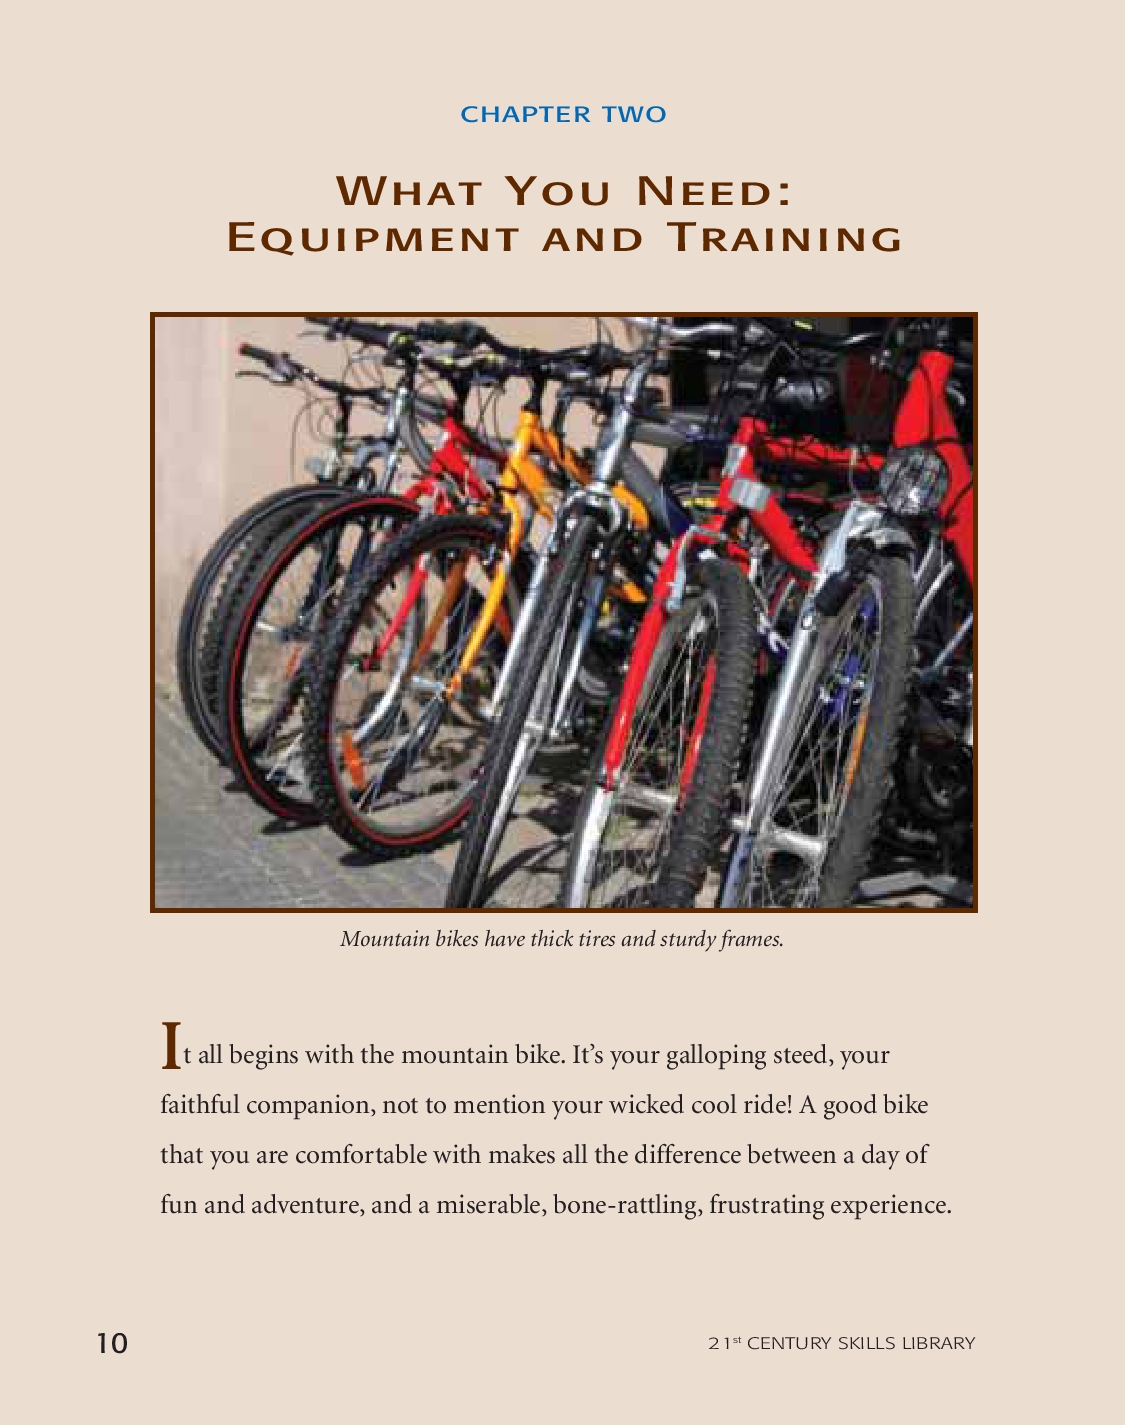 CHAPTER TWO
WHAT YOU NEED:
EQUIPMENT AND TRAINING
Mountain bikes have thick tires and sturdy frames.
It all begins with the mountain bike. It’s your galloping steed, your
faithful companion, not to mention your wicked cool ride! A good bike
that you are comfortable with makes all the difference between a day of
fun and adventure, and a miserable, bone-rattling, frustrating experience.
10
21st CENTURY SKILLS LIBRARY